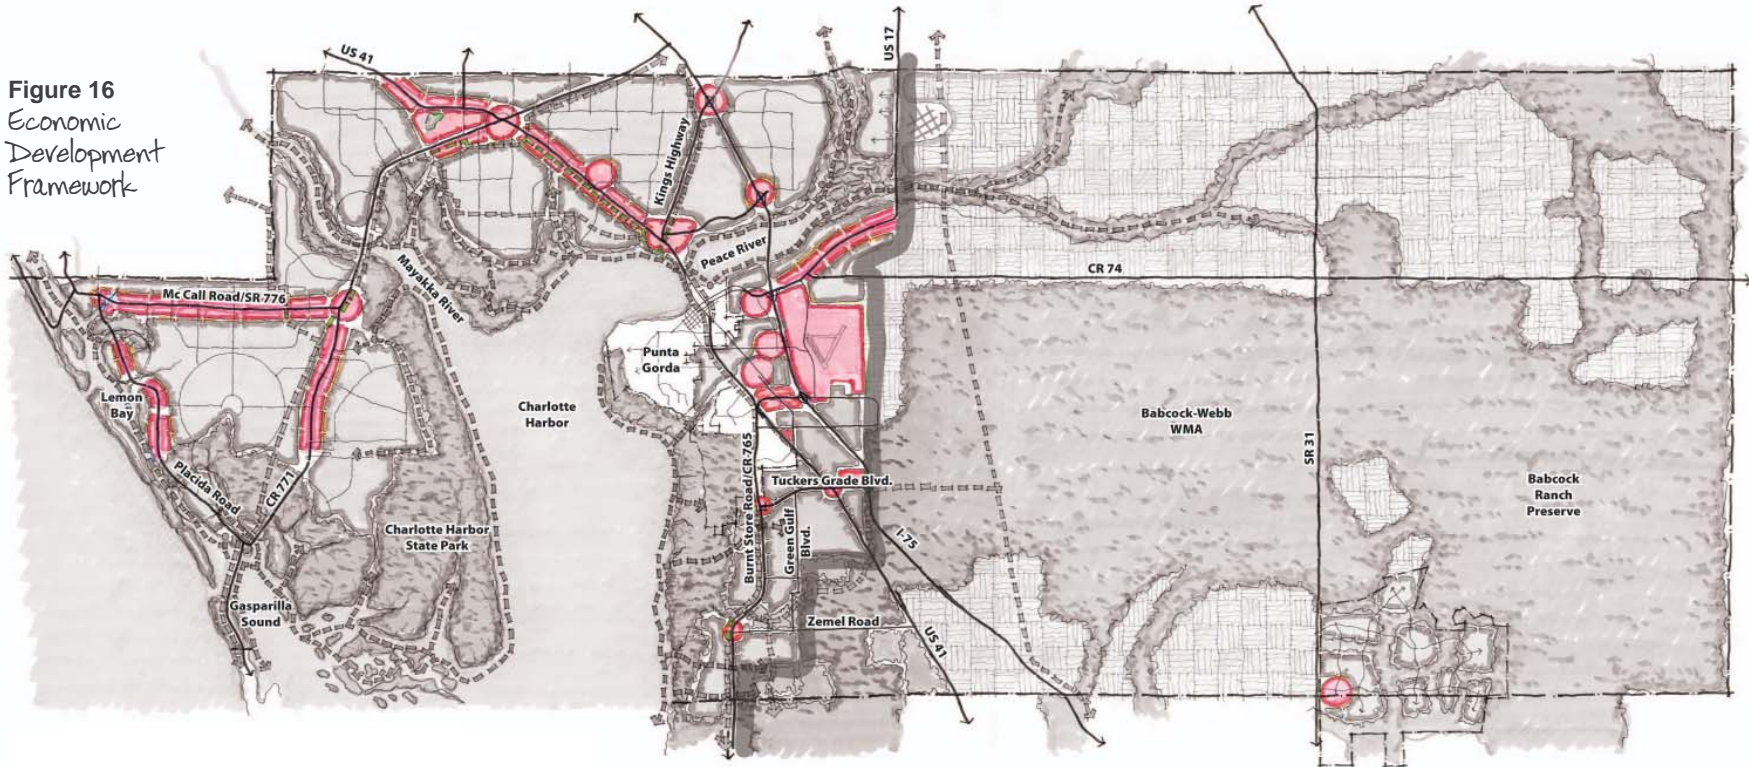 Figure 16
Economic
Development
Framework
US 41
US 17
Kings Highway
Peace River
CR 74
Mayakka River
Mc Call Road/SR 776
Punta
Gorda
Lemon
Bay
Charlotte
Harbor
Babcock-Webb
WMA
SR 31
Babcock
Ranch
Preserve
Placida Road
CR 771
Charlotte Harbor
State Park
Burnt Store Road/CR 765
Tuckers Grade Blvd.
Green Gulf
Blvd.
I-75
Gasparilla
Sound
Zemel Road
US 41